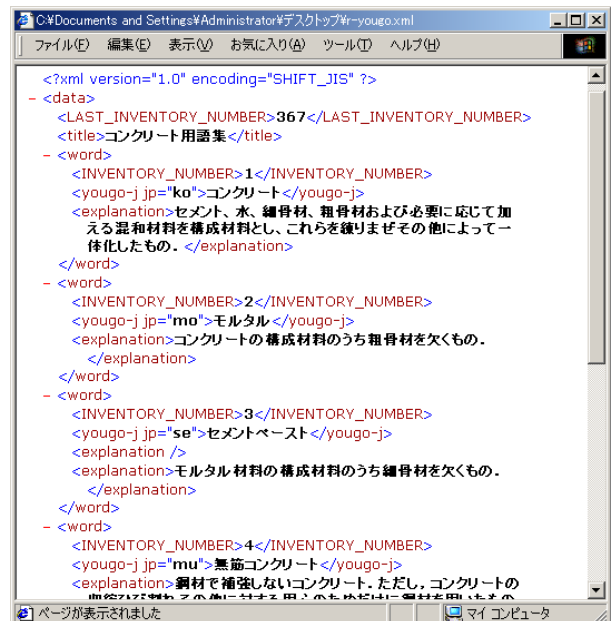 C:¥Documents and Settings¥Administrator¥デスクトップ¥r-yougo.xml
ファイル(F) 編集(E) 表示(V) お気に入り(A) ツール(T) ヘルプ(H)
<?xml version="1.0" encoding="SHIFT_JIS" ?>
- <data>
<LAST_INVENTORY_NUMBER>367</LAST_INVENTORY_NUMBER>
<title>コンクリート用語集</title>
- <word>
<INVENTORY_NUMBER>1</INVENTORY_NUMBER>
<yougo-j jp="ko">コンクリート</yougo-j>
<explanation>セメント、水、細骨材、粗骨材および必要に応じて加
える混和材料を構成材料とし、これらを練りまぜその他によって一
体化したもの. </explanation>
</word>
- <word>
<INVENTORY_NUMBER>2</INVENTORY_NUMBER>
<yougo-j jp="mo">モルタル</yougo-j>
<explanation>コンクリートの構成材料のうち粗骨材を欠くもの.
</explanation>
</word>
- <word>
<INVENTORY_NUMBER>3</INVENTORY_NUMBER>
<yougo-j jp="se">セメントペースト</yougo-j>
<explanation />
<explanation>モルタル材料の構成材料のうち細骨材を欠くもの.
</explanation>
</word>
- <word>
<INVENTORY_NUMBER>4</INVENTORY_NUMBER>
<yougo-j jp="mu">無筋コンクリート</yougo-j>
<explanation>鋼材で補強しないコンクリート.ただし,コンクリートの
ページが表示されました マイ コンピュータ